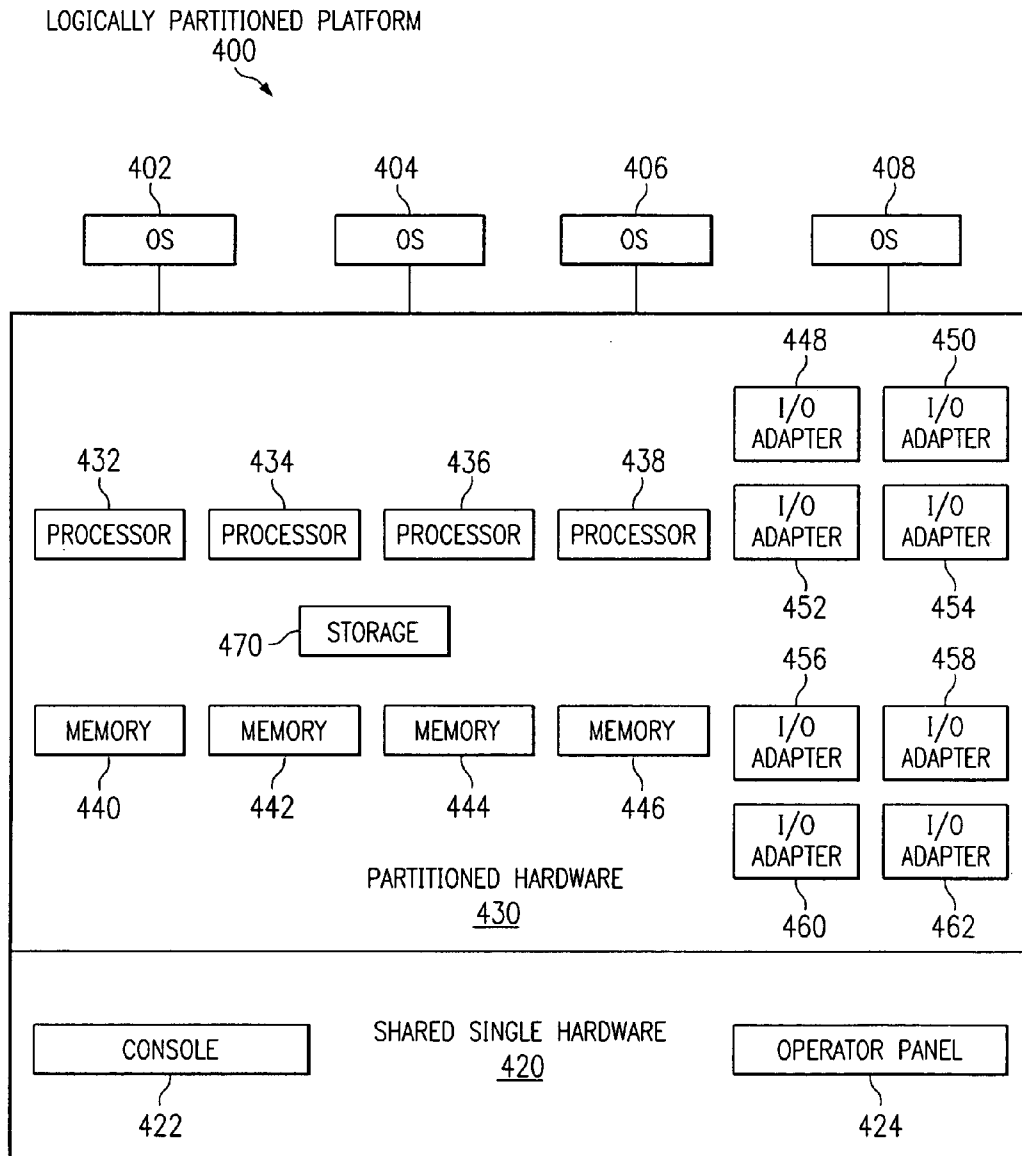 LOGICALLY PARTITIONED PLATFORM
400
402 404 406 408
OS OS OS OS
448 450
I/O ADAPTER I/O ADAPTER
432 434 436 438
PROCESSOR PROCESSOR PROCESSOR PROCESSOR
I/O ADAPTER I/O ADAPTER
452 454
470 STORAGE
456 458
MEMORY MEMORY MEMORY MEMORY
I/O ADAPTER I/O ADAPTER
440 442 444 446
I/O ADAPTER I/O ADAPTER
460 462
PARTITIONED HARDWARE
430
CONSOLE
422
SHARED SINGLE HARDWARE
420
OPERATOR PANEL
424